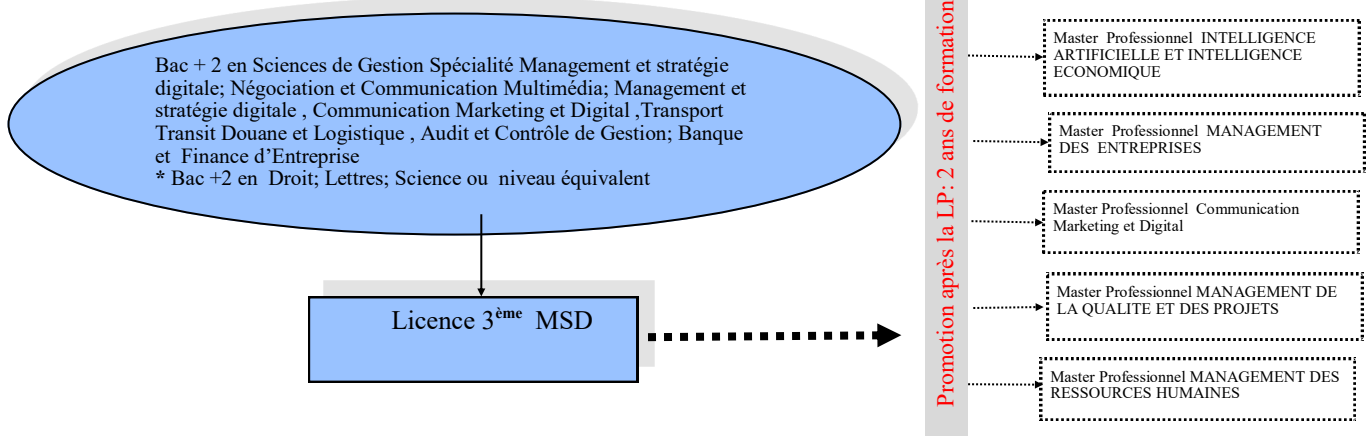 Bac + 2 en Sciences de Gestion Spécialité Management et stratégie
digitale; Négociation et Communication Multimédia; Management et
stratégie digitale , Communication Marketing et Digital ,Transport
Transit Douane et Logistique , Audit et Contrôle de Gestion; Banque
et Finance d’Entreprise
* Bac +2 en Droit; Lettres; Science ou niveau équivalent
Licence 3ème MSD
Promotion après la LP: 2 ans de formation
Master Professionnel INTELLIGENCE
ARTIFICIELLE ET INTELLIGENCE
ECONOMIQUE
Master Professionnel MANAGEMENT
DES ENTREPRISES
Master Professionnel Communication
Marketing et Digital
Master Professionnel MANAGEMENT DE
LA QUALITE ET DES PROJETS
Master Professionnel MANAGEMENT DES
RESSOURCES HUMAINES